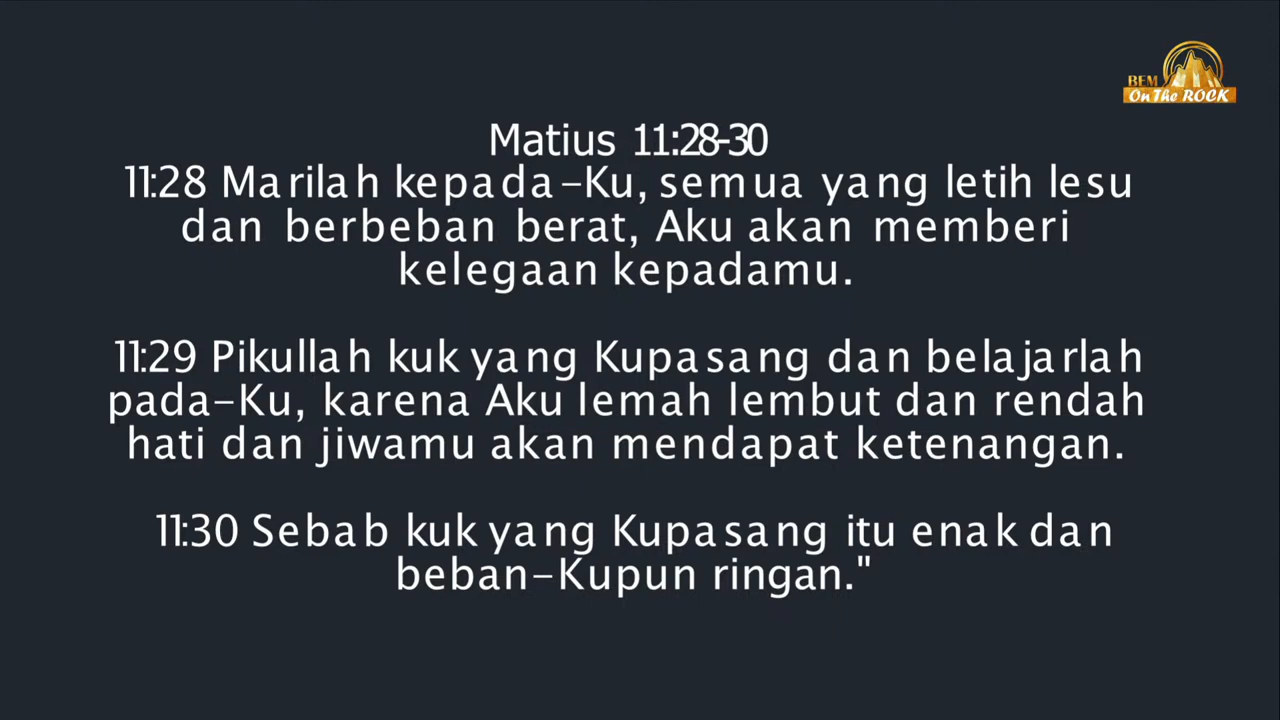 BEM
On The ROCK
Matius 11:28-30
11:28 Marilah kepada-Ku, semua yang letih lesu
dan berbeban berat, Aku akan memberi
kelegaan kepadamu.
11:29 Pikullah kuk yang Kupasang dan belajarlah
pada-Ku, karena Aku lemah lembut dan rendah
hati dan jiwamu akan mendapat ketenangan.
11:30 Sebab kuk yang Kupasang itu enak dan
beban-Kupun ringan."